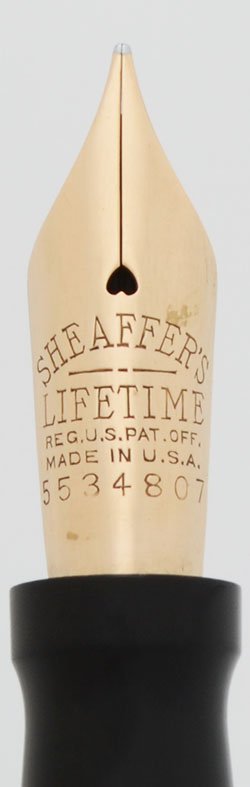 SHEAFFER'S
LIFETIME
REG.U.S.PAT.OFF.
MADE IN U.S.A.
5534807